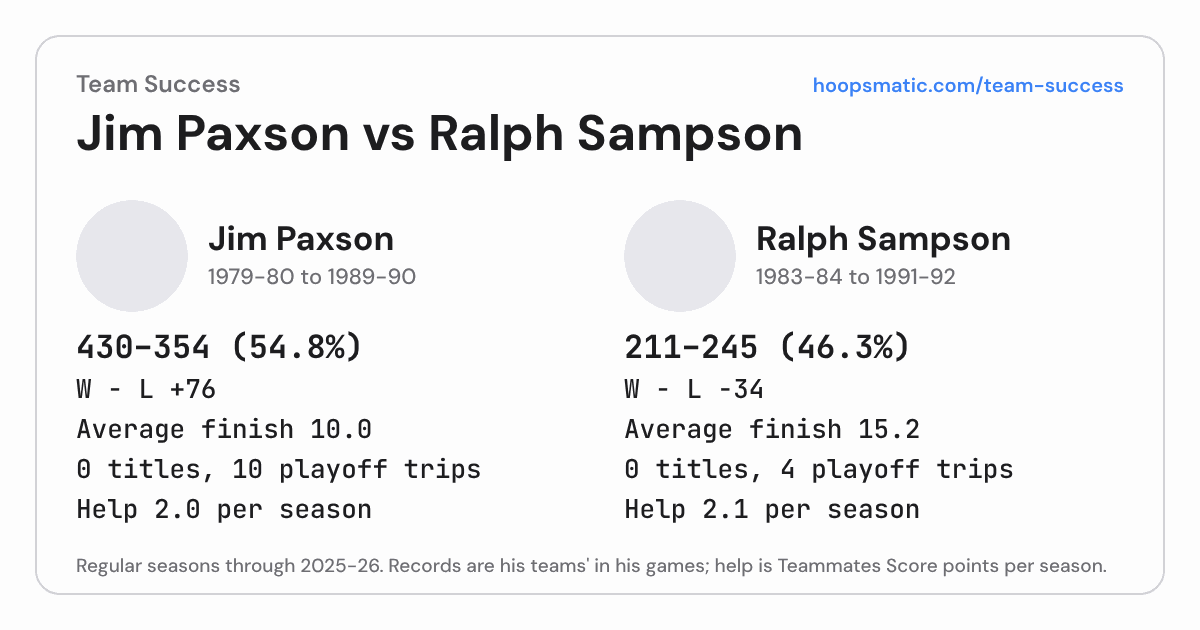 Team Success
hoopsmatic.com/team-success
Jim Paxson vs Ralph Sampson
Jim Paxson
1979-80 to 1989-90
430-354 (54.8%)
W - L +76
Average finish 10.0
0 titles, 10 playoff trips
Help 2.0 per season
Ralph Sampson
1983-84 to 1991-92
211-245 (46.3%)
W - L -34
Average finish 15.2
0 titles, 4 playoff trips
Help 2.1 per season
Regular seasons through 2025-26. Records are his teams' in his games; help is Teammates Score points per season.